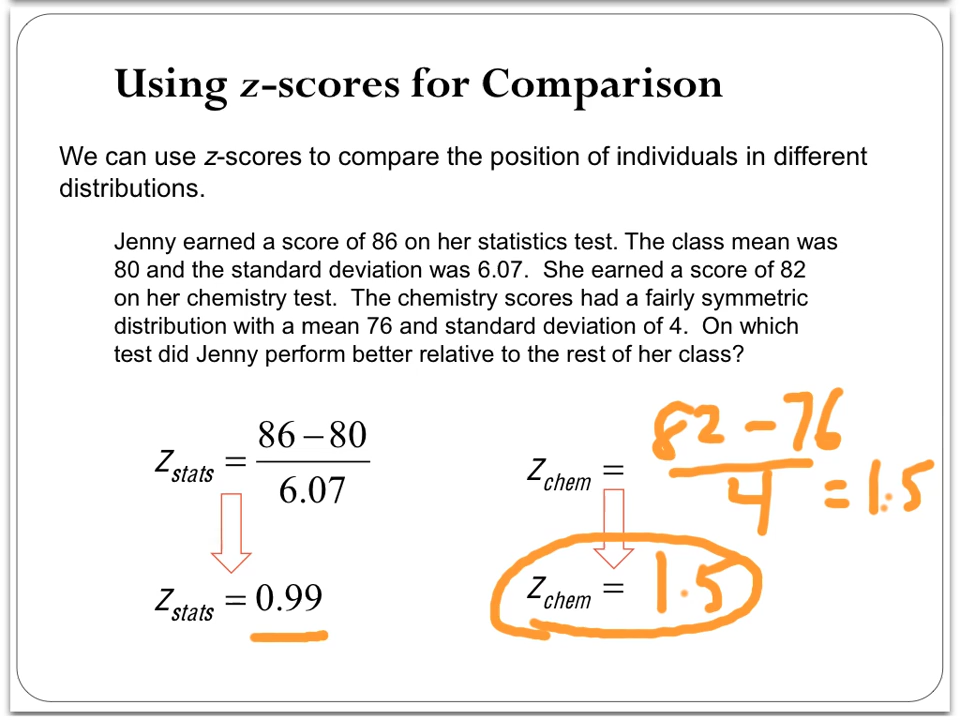 Using z-scores for Comparison
We can use z-scores to compare the position of individuals in different
distributions.
Jenny earned a score of 86 on her statistics test. The class mean was
80 and the standard deviation was 6.07. She earned a score of 82
on her chemistry test. The chemistry scores had a fairly symmetric
distribution with a mean 76 and standard deviation of 4. On which
test did Jenny perform better relative to the rest of her class?
z_stats = (86 – 80) / 6.07
z_chem = (82 – 76) / 4 = 1.5
z_stats = 0.99
z_chem = 1.5